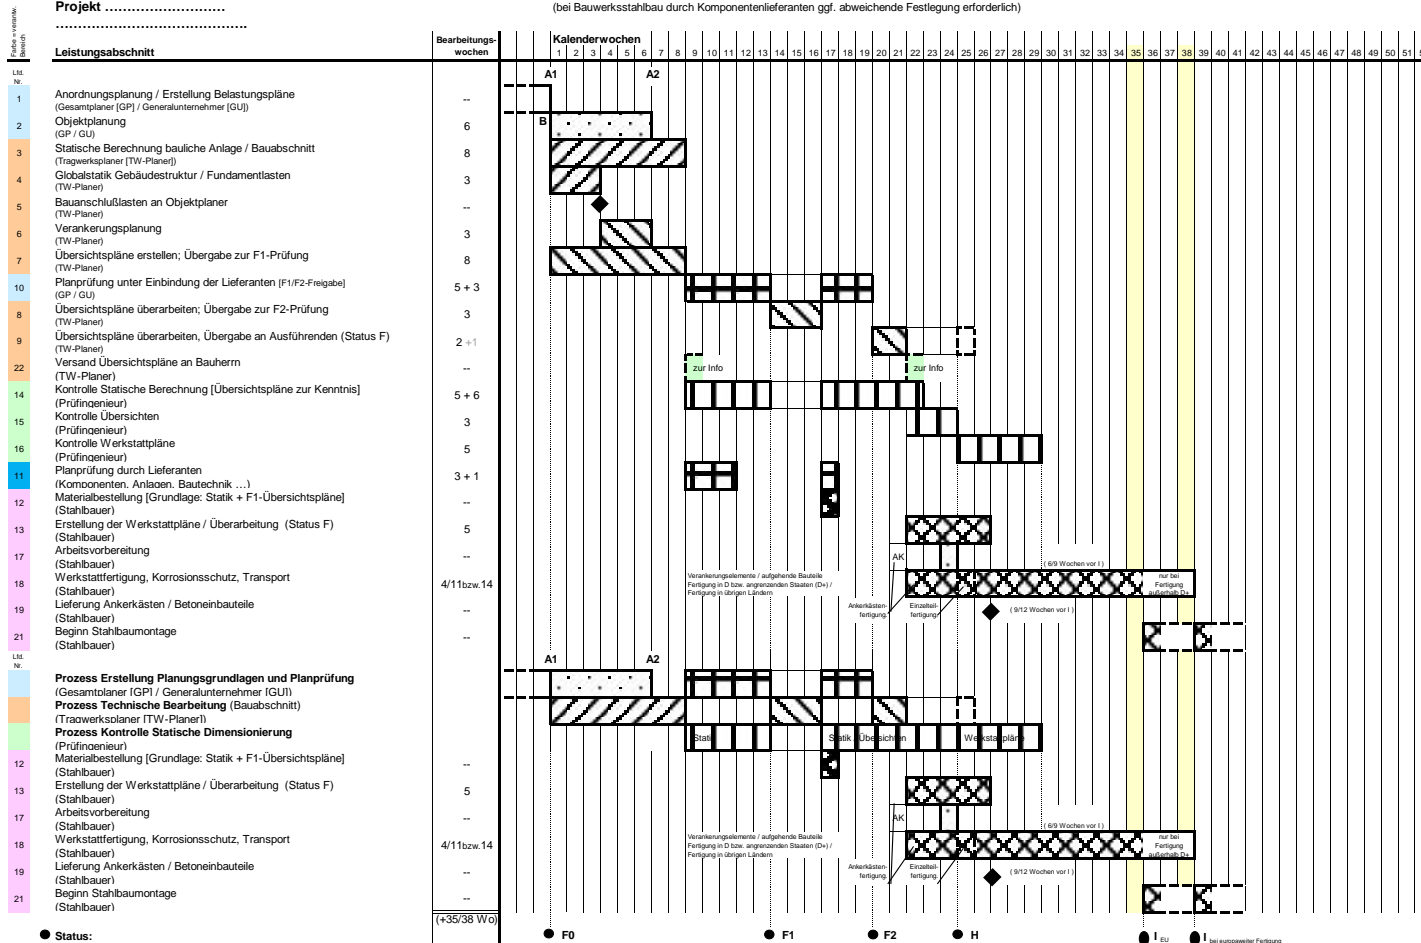 Projekt ...........................
(bei Bauwerksstahlbau durch Komponentenlieferanten ggf. abweichende Festlegung erforderlich)
.............................................
Farbe = verantw. Bereich
Leistungsabschnitt
Bearbeitungs-
wochen
Kalenderwochen
1 2 3 4 5 6 7 8 9 10 11 12 13 14 15 16 17 18 19 20 21 22 23 24 25 26 27 28 29 30 31 32 33 34 35 36 37 38 39 40 41 42 43 44 45 46 47 48 49 50 51
Lfd.
Nr.
A1 A2
1 Anordnungsplanung / Erstellung Belastungspläne --
(Gesamtplaner [GP] / Generalunternehmer [GU])
2 Objektplanung 6 B
(GP / GU)
3 Statische Berechnung bauliche Anlage / Bauabschnitt 8
(Tragwerksplaner [TW-Planer])
4 Globalstatik Gebäudestruktur / Fundamentlasten 3
(TW-Planer)
5 Bauanschlußlasten an Objektplaner --
(TW-Planer)
6 Verankerungsplanung 3
(TW-Planer)
7 Übersichtspläne erstellen; Übergabe zur F1-Prüfung 8
(TW-Planer)
10 Planprüfung unter Einbindung der Lieferanten [F1/F2-Freigabe] 5 + 3
(GP / GU)
8 Übersichtspläne überarbeiten; Übergabe zur F2-Prüfung 3
(TW-Planer)
9 Übersichtspläne überarbeiten, Übergabe an Ausführenden (Status F) 2 +1
(TW-Planer)
22 Versand Übersichtspläne an Bauherrn -- zur Info zur Info
(TW-Planer)
14 Kontrolle Statische Berechnung [Übersichtspläne zur Kenntnis] 5 + 6
(Prüfingenieur)
15 Kontrolle Übersichten 3
(Prüfingenieur)
16 Kontrolle Werkstattpläne 5
(Prüfingenieur)
11 Planprüfung durch Lieferanten 3 + 1
(Komponenten, Anlagen, Bautechnik …)
12 Materialbestellung [Grundlage: Statik + F1-Übersichtspläne] --
(Stahlbauer)
13 Erstellung der Werkstattpläne / Überarbeitung (Status F) 5
(Stahlbauer)
17 Arbeitsvorbereitung -- AK
(Stahlbauer)
( 6/9 Wochen vor I )
18 Werkstattfertigung, Korrosionsschutz, Transport 4/11bzw.14
(Stahlbauer)
Verankerungselemente / aufgehende Bauteile
Fertigung in D bzw. angrenzenden Staaten (D+) /
Fertigung in übrigen Ländern
nur bei
Fertigung
außerhalb D+
19 Lieferung Ankerkästen / Betoneinbauteile --
(Stahlbauer)
Ankerkästen-
fertigung.
Einzelteil-
fertigung.
( 9/12 Wochen vor I )
21 Beginn Stahlbaumontage --
(Stahlbauer)
Lfd.
Nr.
A1 A2
Prozess Erstellung Planungsgrundlagen und Planprüfung
(Gesamtplaner [GP] / Generalunternehmer [GU])
Prozess Technische Bearbeitung (Bauabschnitt)
(Tragwerksplaner [TW-Planer])
Prozess Kontrolle Statische Dimensionierung
(Prüfingenieur)
Statik Statik Übersichten Werkstattpläne
12 Materialbestellung [Grundlage: Statik + F1-Übersichtspläne] --
(Stahlbauer)
13 Erstellung der Werkstattpläne / Überarbeitung (Status F) 5
(Stahlbauer)
17 Arbeitsvorbereitung -- AK
(Stahlbauer)
( 6/9 Wochen vor I )
18 Werkstattfertigung, Korrosionsschutz, Transport 4/11bzw.14
(Stahlbauer)
Verankerungselemente / aufgehende Bauteile
Fertigung in D bzw. angrenzenden Staaten (D+) /
Fertigung in übrigen Ländern
nur bei
Fertigung
außerhalb D+
19 Lieferung Ankerkästen / Betoneinbauteile --
(Stahlbauer)
Ankerkästen-
fertigung.
Einzelteil-
fertigung.
( 9/12 Wochen vor I )
21 Beginn Stahlbaumontage --
(Stahlbauer)
(+35/38 Wo)
Status: F0 F1 F2 H I EU I bei europaweiter Fertigung